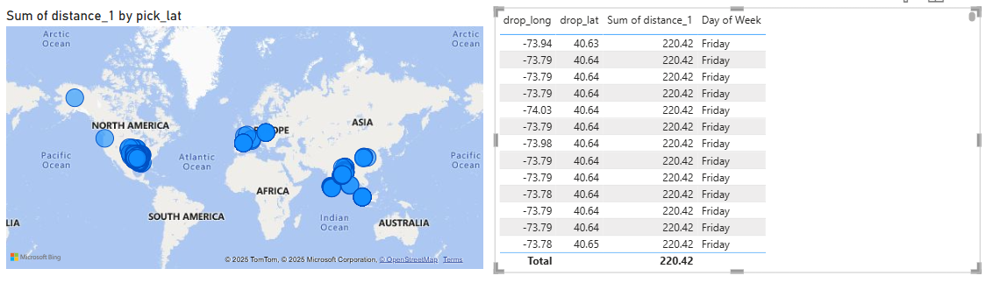 Sum of distance_1 by pick_lat
Arctic
Ocean
Arctic
Ocean
NORTH AMERICA
ASIA
Pacific
Ocean
Atlantic
Ocean
Pacific
Ocean
AFRICA
SOUTH AMERICA
Indian
Ocean
AUSTRALIA
LIA
Microsoft Bing
© 2025 TomTom, © 2025 Microsoft Corporation, © OpenStreetMap Terms
drop_long drop_lat Sum of distance_1 Day of Week
-73.94 40.63 220.42 Friday
-73.79 40.64 220.42 Friday
-73.79 40.64 220.42 Friday
-73.79 40.64 220.42 Friday
-74.03 40.64 220.42 Friday
-73.79 40.64 220.42 Friday
-73.98 40.64 220.42 Friday
-73.79 40.64 220.42 Friday
-73.79 40.64 220.42 Friday
-73.78 40.64 220.42 Friday
-73.79 40.64 220.42 Friday
-73.79 40.64 220.42 Friday
-73.78 40.65 220.42 Friday
Total 220.42